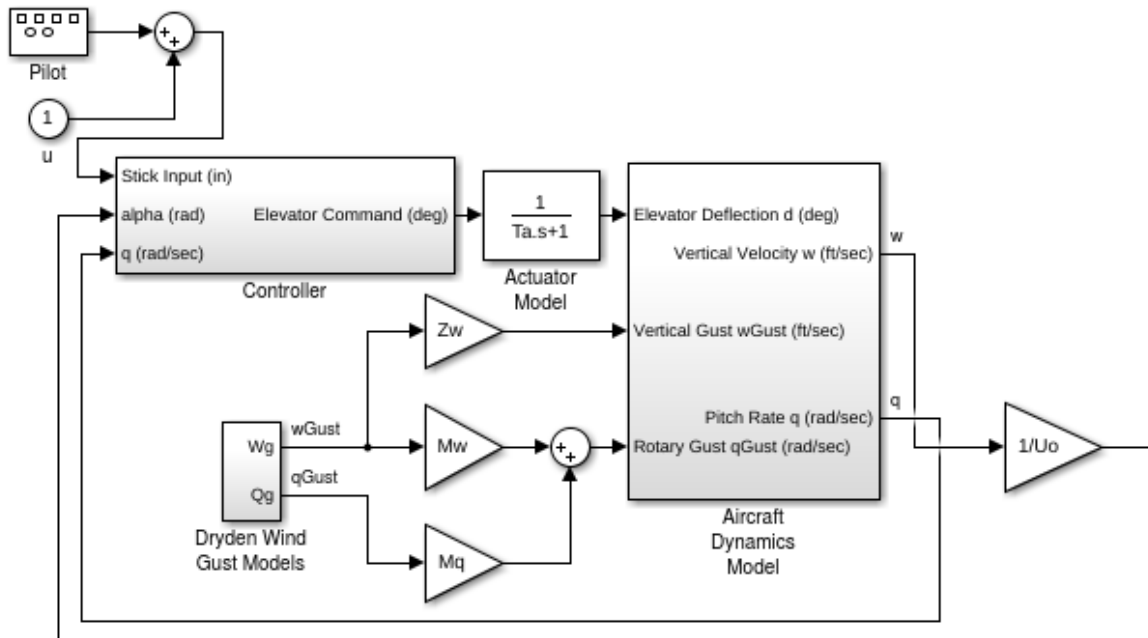 Pilot
++
1
u
Stick Input (in)
alpha (rad)
q (rad/sec)
Elevator Command (deg)
Controller
1
Ta.s+1
Actuator
Model
Elevator Deflection d (deg)
Vertical Velocity w (ft/sec)
Vertical Gust wGust (ft/sec)
Pitch Rate q (rad/sec)
Rotary Gust qGust (rad/sec)
Aircraft
Dynamics
Model
w
q
1/Uo
Zw
Mw
Mq
++
wGust
qGust
Wg
Qg
Dryden Wind
Gust Models